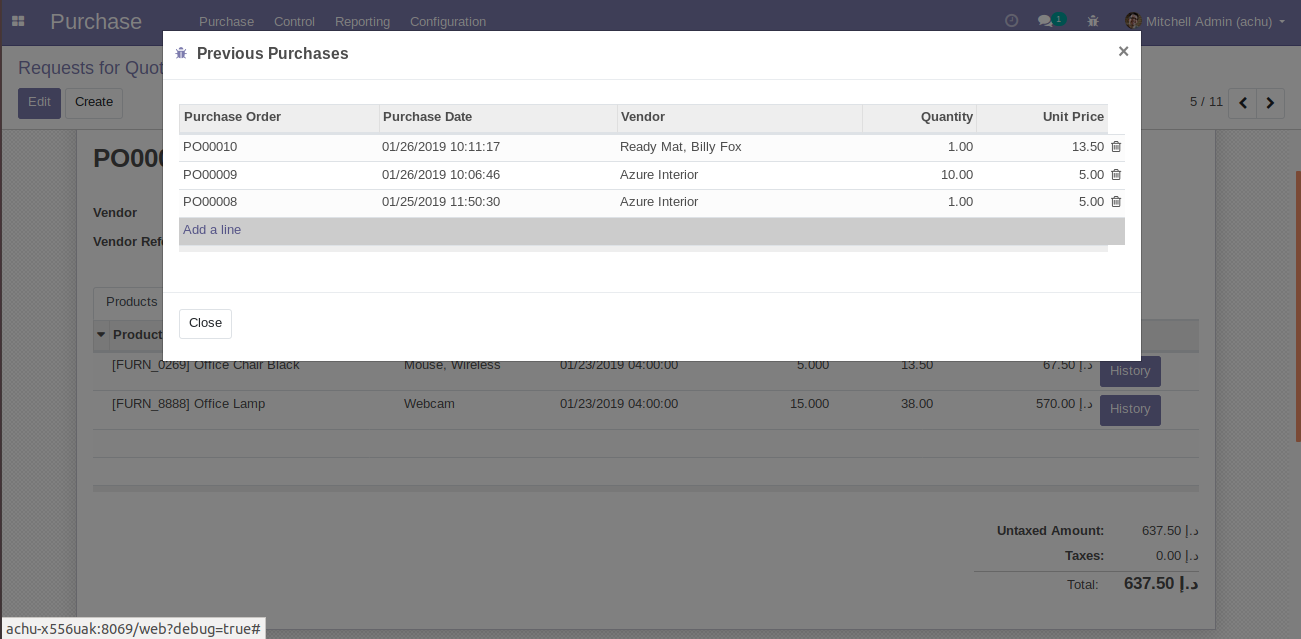 Purchase Purchase Control Reporting Configuration 1 Mitchell Admin (achu)
Previous Purchases ×
Requests for Quot
Edit Create 5 / 11
Purchase Order Purchase Date Vendor Quantity Unit Price
PO00010 01/26/2019 10:11:17 Ready Mat, Billy Fox 1.00 13.50
PO00009 01/26/2019 10:06:46 Azure Interior 10.00 5.00
PO00008 01/25/2019 11:50:30 Azure Interior 1.00 5.00
Add a line
Close
PO000
Vendor
Vendor Refe
Products
Product
[FURN_0269] Office Chair Black Mouse, Wireless 01/23/2019 04:00:00 5.000 13.50 67.50 د.إ History
[FURN_8888] Office Lamp Webcam 01/23/2019 04:00:00 15.000 38.00 570.00 د.إ History
Untaxed Amount: 637.50 د.إ
Taxes: 0.00 د.إ
Total: 637.50 د.إ
achu-x556uak:8069/web?debug=true#